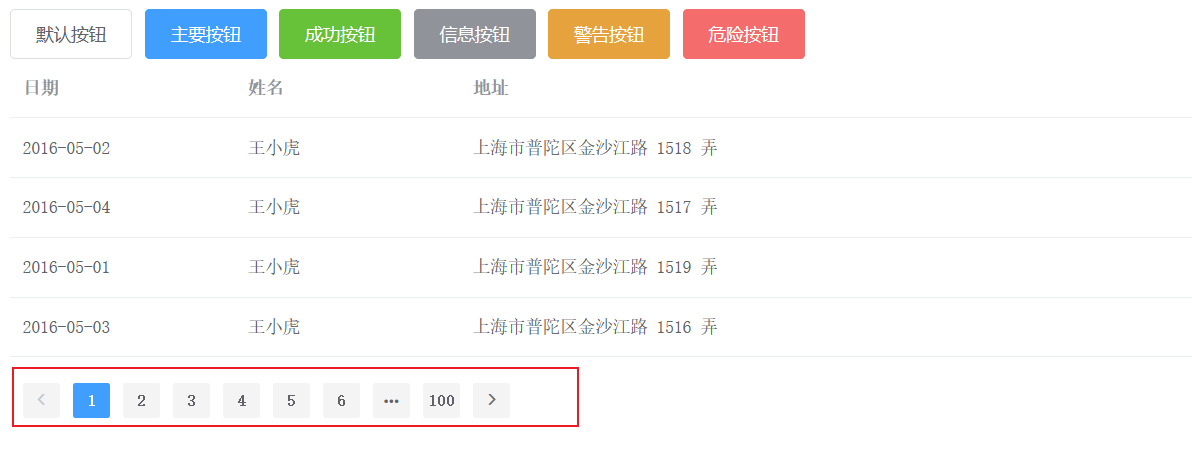 默认按钮 主要按钮 成功按钮 信息按钮 警告按钮 危险按钮
日期 姓名 地址
2016-05-02 王小虎 上海市普陀区金沙江路 1518 弄
2016-05-04 王小虎 上海市普陀区金沙江路 1517 弄
2016-05-01 王小虎 上海市普陀区金沙江路 1519 弄
2016-05-03 王小虎 上海市普陀区金沙江路 1516 弄
1 2 3 4 5 6 ••• 100